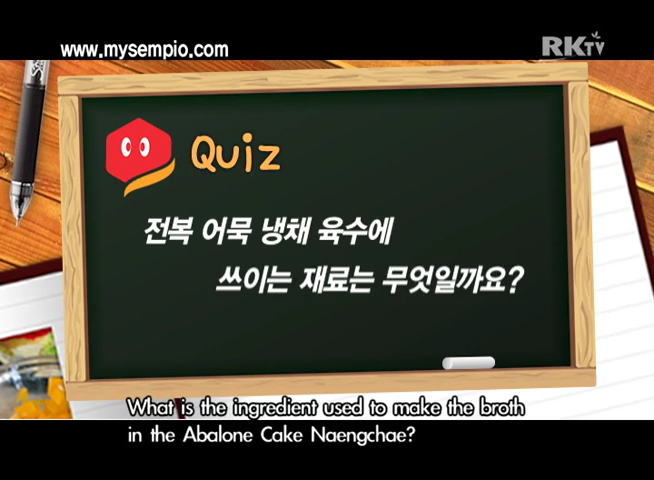 www.mysempio.com
RKTV
Quiz
전복 어묵 냉채 육수에
쓰이는 재료는 무엇일까요?
What is the ingredient used to make the broth
in the Abalone Cake Naengchae?